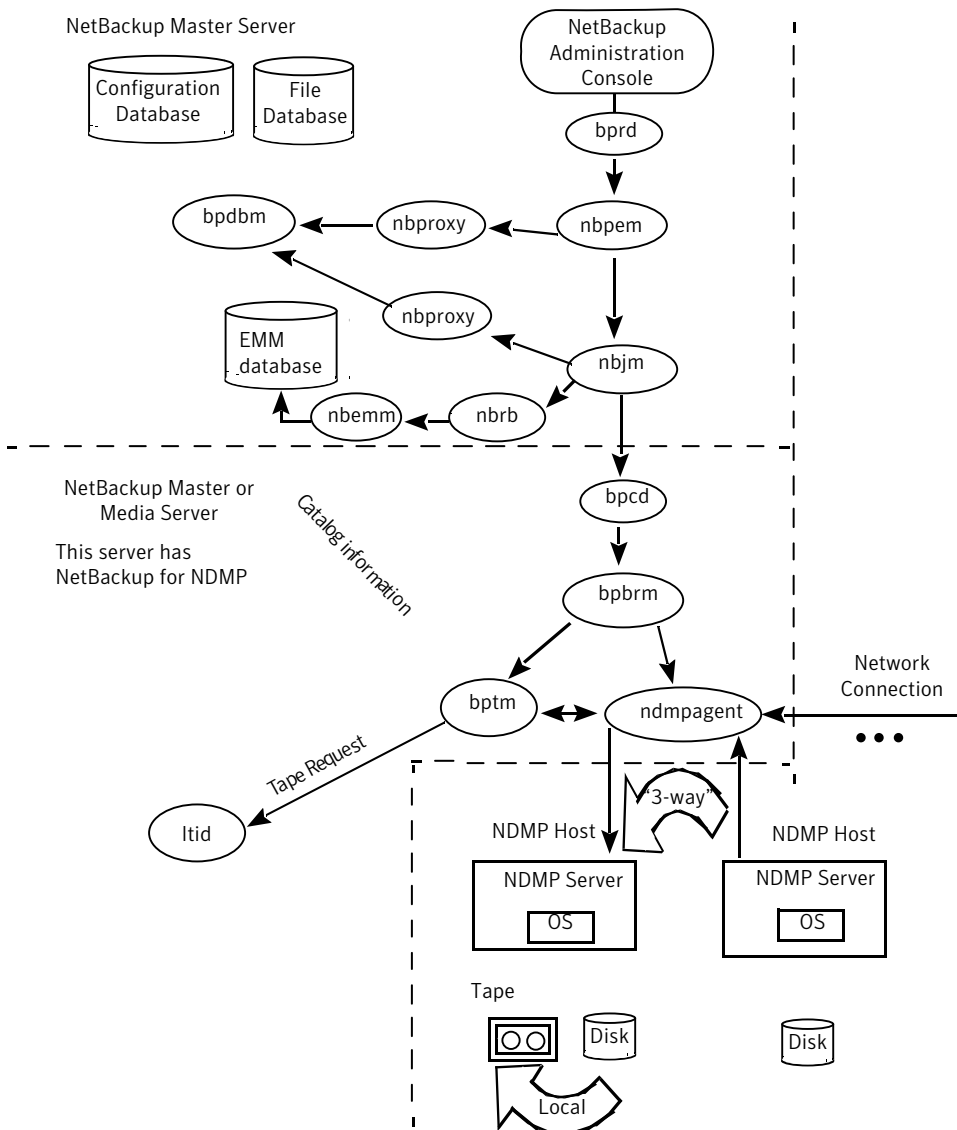 NetBackup Master Server
NetBackup
Administration
Console
Configuration
Database
File
Database
bprd
bpdbm
nbproxy
nbpem
nbproxy
EMM
database
nbjm
nbemm
nbrb
NetBackup Master or
Media Server
This server has
NetBackup for NDMP
Catalog information
bpcd
bpbrm
Network
Connection
bptm
ndmpagent
•••
Tape Request
"3-way"
ltid
NDMP Host
NDMP Host
NDMP Server
OS
NDMP Server
OS
Tape
Disk
Disk
Local